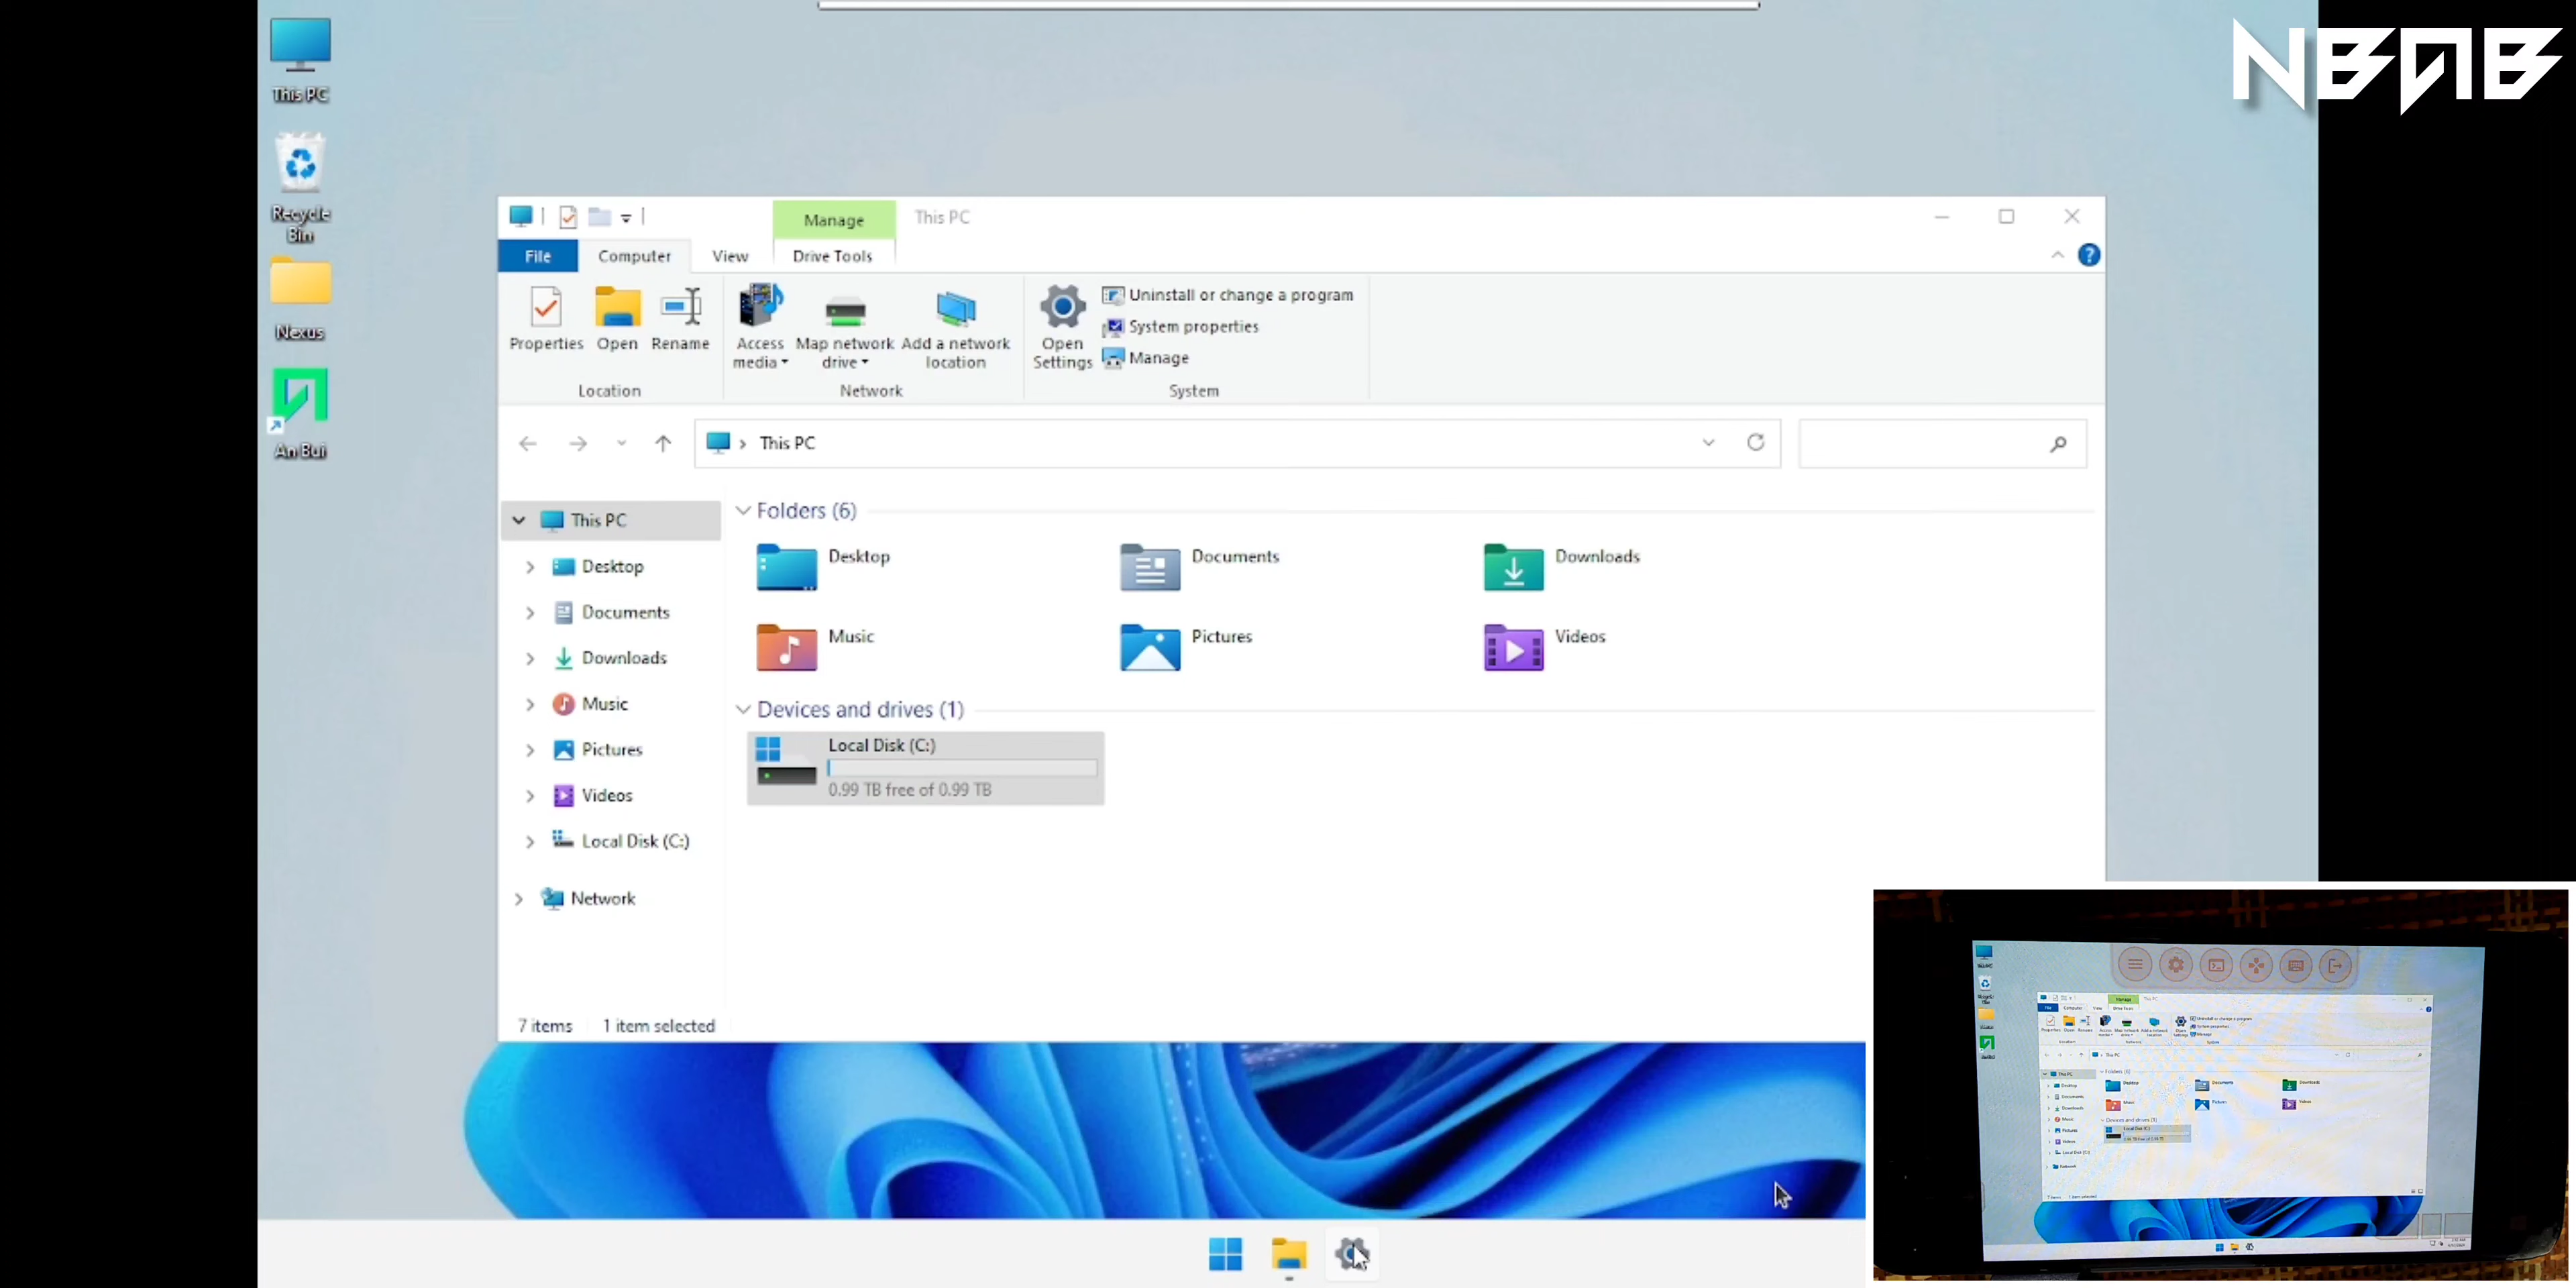 NBAB
This PC
Recycle
Bin
Nexus
An Bui
Manage
This PC
File
Computer
View
Drive Tools
Properties
Open
Rename
Access
media
Map network
drive
Add a network
location
Open
Settings
Uninstall or change a program
System properties
Manage
Location
Network
System
This PC
This PC
Desktop
Documents
Downloads
Music
Pictures
Videos
Local Disk (C:)
Network
Folders (6)
Desktop
Documents
Downloads
Music
Pictures
Videos
Devices and drives (1)
Local Disk (C:)
0.99 TB free of 0.99 TB
7 items
1 item selected